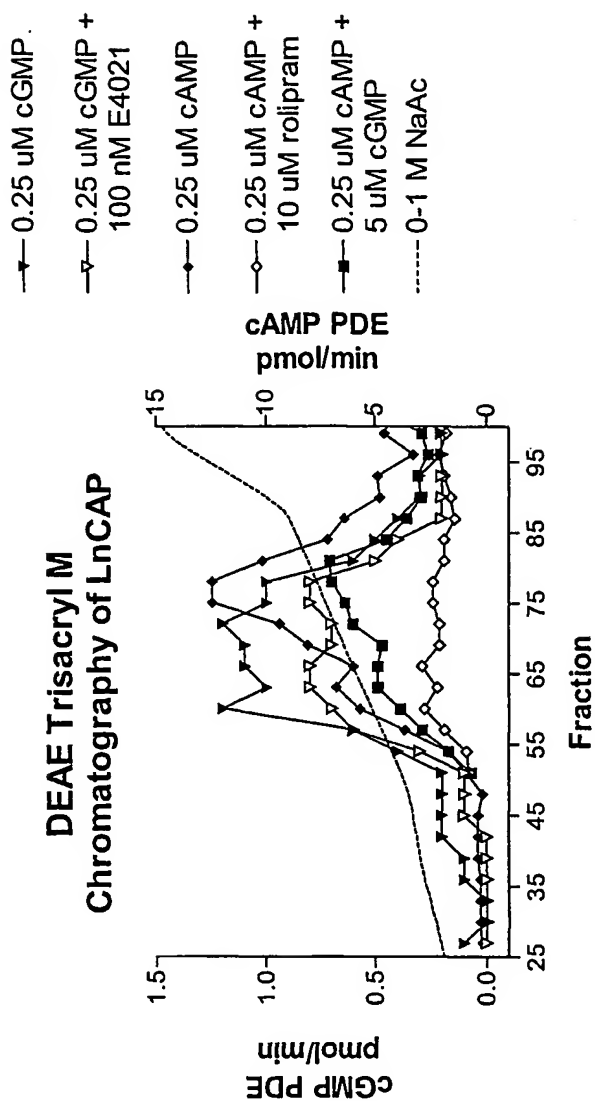 DEAE Trisacryl M
Chromatography of LnCAP
cGMP PDE
pmol/min
1.5
1.0
0.5
0.0
25
35
45
55
65
75
85
95
Fraction
15
10
5
0
cAMP PDE
pmol/min
0.25 uM cGMP.
0.25 uM cGMP +
100 nM E4021
0.25 uM cAMP
0.25 uM cAMP +
10 uM rolipram
0.25 uM cAMP +
5 uM cGMP
0-1 M NaAc